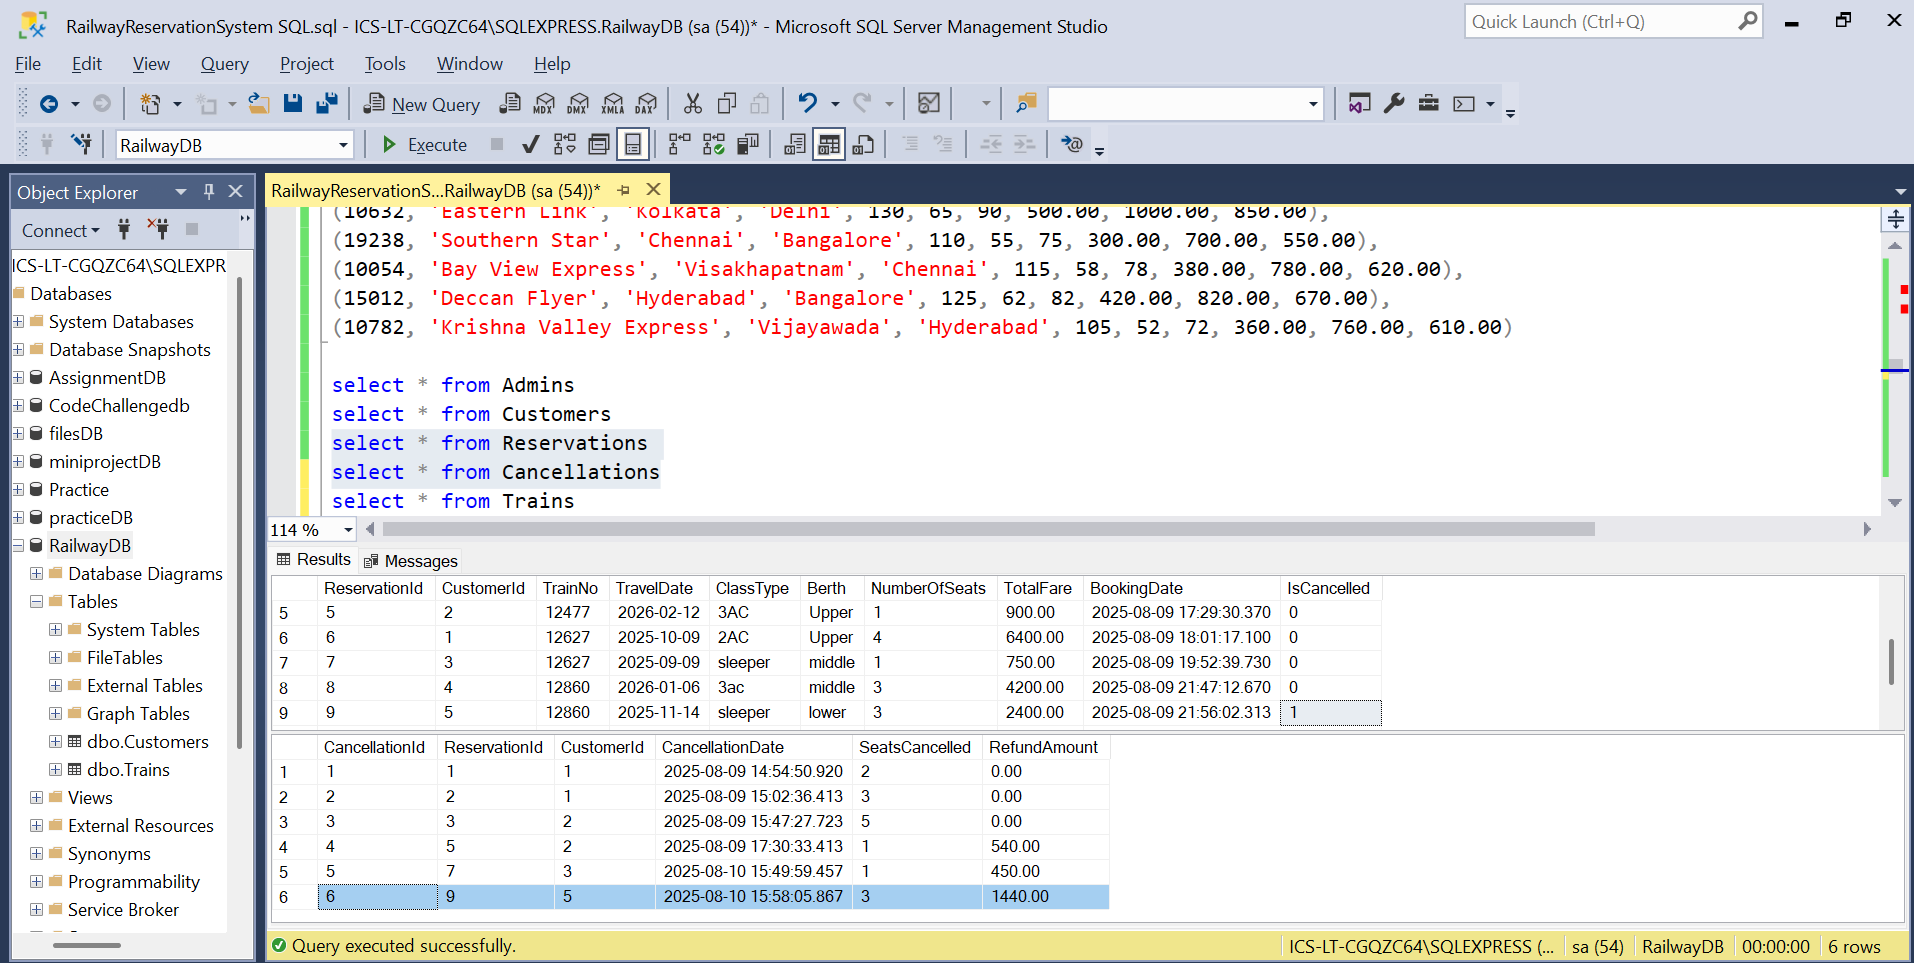 RailwayReservationSystem SQL.sql - ICS-LT-CGQZC64\SQLEXPRESS.RailwayDB (sa (54))* - Microsoft SQL Server Management Studio
Quick Launch (Ctrl+Q)
File Edit View Query Project Tools Window Help
New Query MDX DMX XMLA DAX
RailwayDB Execute
Object Explorer
Connect
ICS-LT-CGQZC64\SQLEXPR
Databases
System Databases
Database Snapshots
AssignmentDB
CodeChallengedb
filesDB
miniprojectDB
Practice
practiceDB
RailwayDB
Database Diagrams
Tables
System Tables
FileTables
External Tables
Graph Tables
dbo.Customers
dbo.Trains
Views
External Resources
Synonyms
Programmability
Service Broker
RailwayReservationS...RailwayDB (sa (54))*
(10632, 'Eastern Link', 'Kolkata', 'Delhi', 130, 65, 90, 500.00, 1000.00, 850.00),
(19238, 'Southern Star', 'Chennai', 'Bangalore', 110, 55, 75, 300.00, 700.00, 550.00),
(10054, 'Bay View Express', 'Visakhapatnam', 'Chennai', 115, 58, 78, 380.00, 780.00, 620.00),
(15012, 'Deccan Flyer', 'Hyderabad', 'Bangalore', 125, 62, 82, 420.00, 820.00, 670.00),
(10782, 'Krishna Valley Express', 'Vijayawada', 'Hyderabad', 105, 52, 72, 360.00, 760.00, 610.00)
select * from Admins
select * from Customers
select * from Reservations
select * from Cancellations
select * from Trains
114 %
Results Messages
ReservationId CustomerId TrainNo TravelDate ClassType Berth NumberOfSeats TotalFare BookingDate IsCancelled
5 5 2 12477 2026-02-12 3AC Upper 1 900.00 2025-08-09 17:29:30.370 0
6 6 1 12627 2025-10-09 2AC Upper 4 6400.00 2025-08-09 18:01:17.100 0
7 7 3 12627 2025-09-09 sleeper middle 1 750.00 2025-08-09 19:52:39.730 0
8 8 4 12860 2026-01-06 3ac middle 3 4200.00 2025-08-09 21:47:12.670 0
9 9 5 12860 2025-11-14 sleeper lower 3 2400.00 2025-08-09 21:56:02.313 1
CancellationId ReservationId CustomerId CancellationDate SeatsCancelled RefundAmount
1 1 1 1 2025-08-09 14:54:50.920 2 0.00
2 2 2 1 2025-08-09 15:02:36.413 3 0.00
3 3 3 2 2025-08-09 15:47:27.723 5 0.00
4 4 5 2 2025-08-09 17:30:33.413 1 540.00
5 5 7 3 2025-08-10 15:49:59.457 1 450.00
6 6 9 5 2025-08-10 15:58:05.867 3 1440.00
Query executed successfully. ICS-LT-CGQZC64\SQLEXPRESS (... sa (54) RailwayDB 00:00:00 6 rows